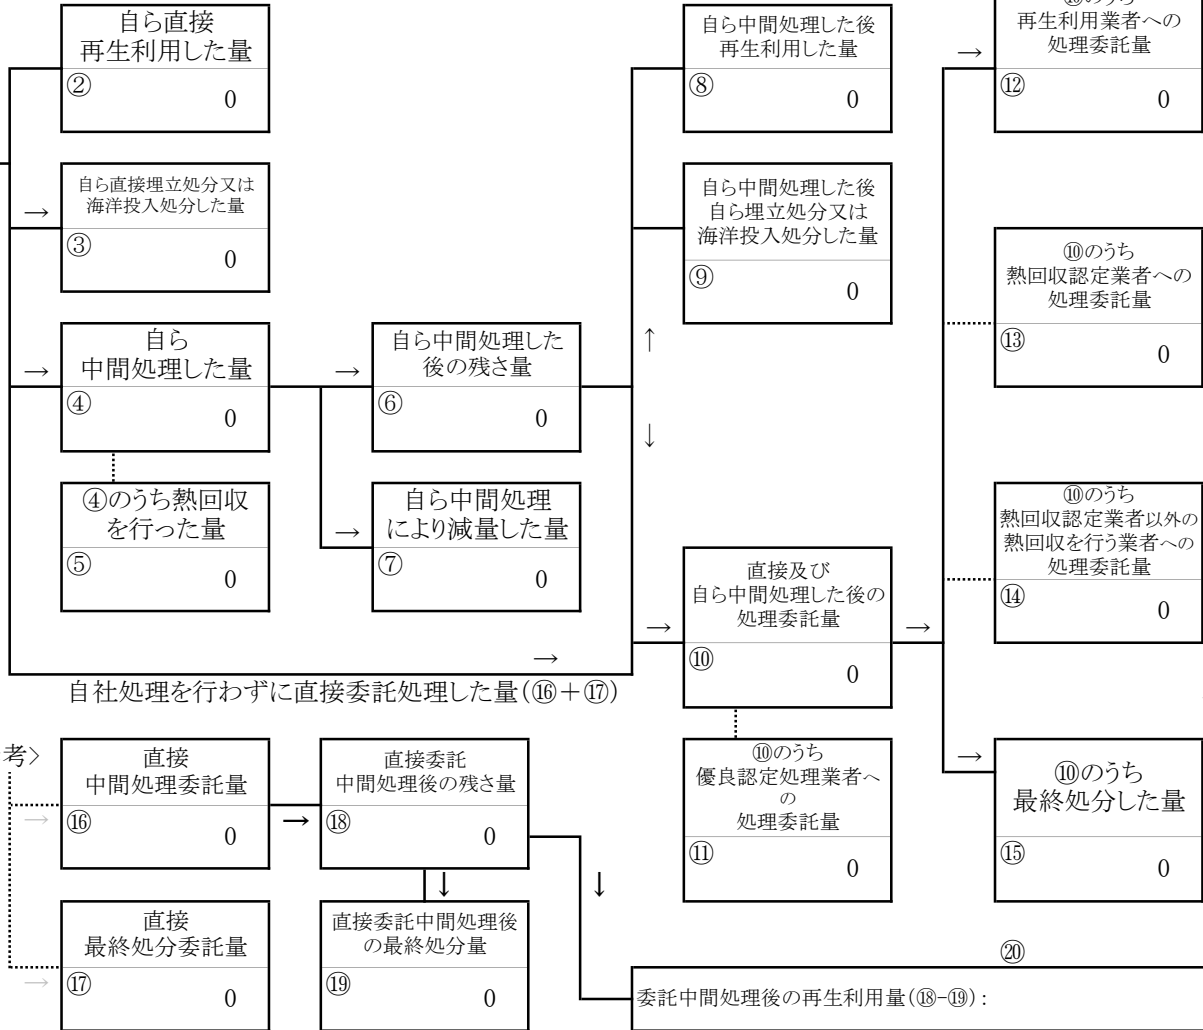 自ら直接
再生利用した量
②
0
自ら直接埋立処分又は
海洋投入処分した量
→
③
0
自ら
中間処理した量
→
④
0
④のうち熱回収
を行った量
⑤
0
自ら中間処理した
後の残さ量
→
⑥
0
自ら中間処理
により減量した量
→
⑦
0
自ら中間処理した後
再生利用した量
⑧
0
自ら中間処理した後
自ら埋立処分又は
海洋投入処分した量
⑨
0
↑
↓
直接及び
自ら中間処理した後の
処理委託量
→
⑩
0
→
自社処理を行わずに直接委託処理した量(⑯+⑰)
⑩のうち
優良認定処理業者へ
の
処理委託量
⑪
0
再生利用業者への
処理委託量
→
⑫
0
⑩のうち
熱回収認定業者への
処理委託量
⑬
0
⑩のうち
熱回収認定業者以外の
熱回収を行う業者への
処理委託量
⑭
0
→
⑩のうち
最終処分した量
→
⑮
0
考>
直接
中間処理委託量
→
⑯
0
→
直接委託
中間処理後の残さ量
⑱
0
↓
↓
直接
最終処分委託量
→
⑰
0
直接委託中間処理後
の最終処分量
⑲
0
⑳
委託中間処理後の再生利用量(⑱-⑲):